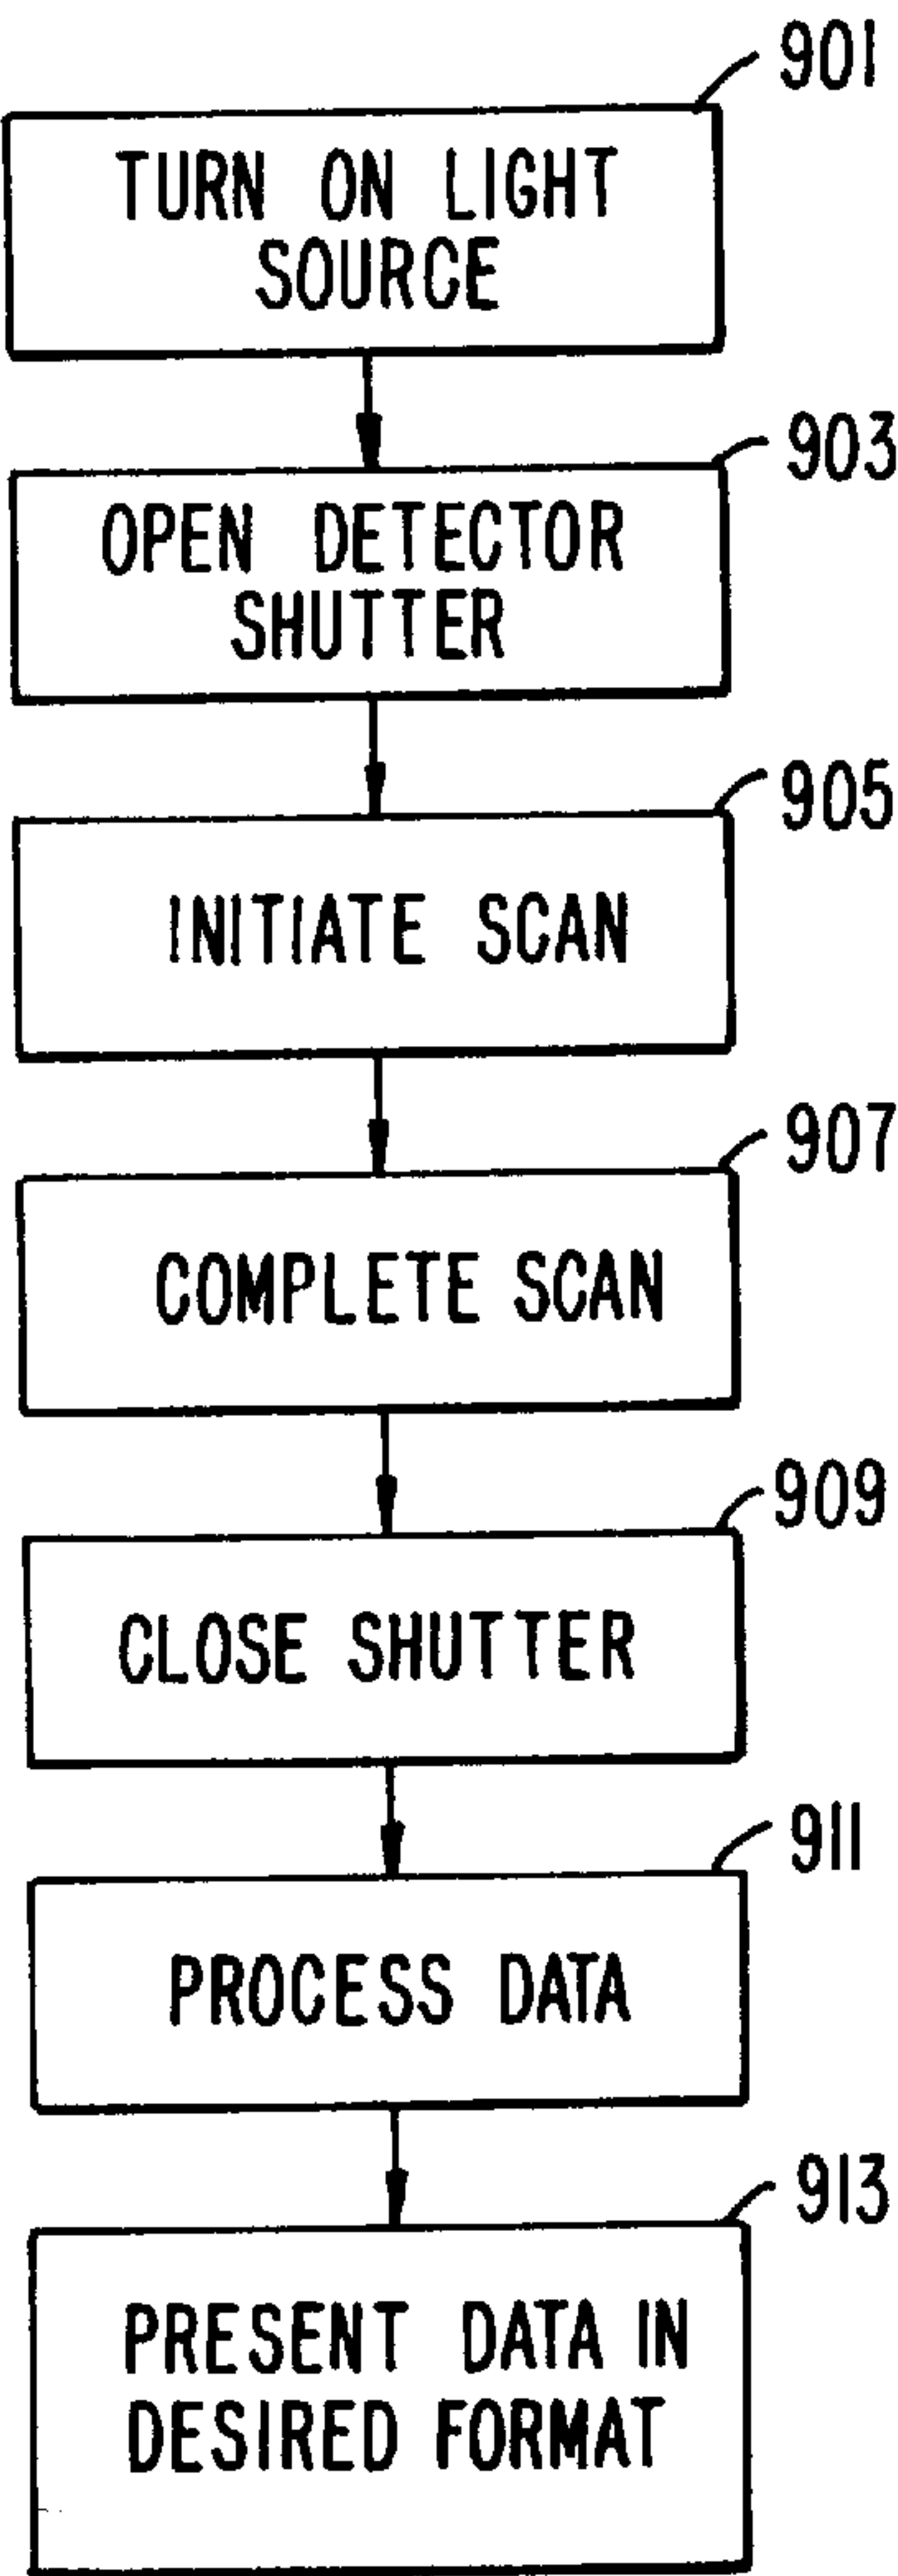 901
TURN ON LIGHT
SOURCE
903
OPEN DETECTOR
SHUTTER
905
INITIATE SCAN
907
COMPLETE SCAN
909
CLOSE SHUTTER
911
PROCESS DATA
913
PRESENT DATA IN
DESIRED FORMAT